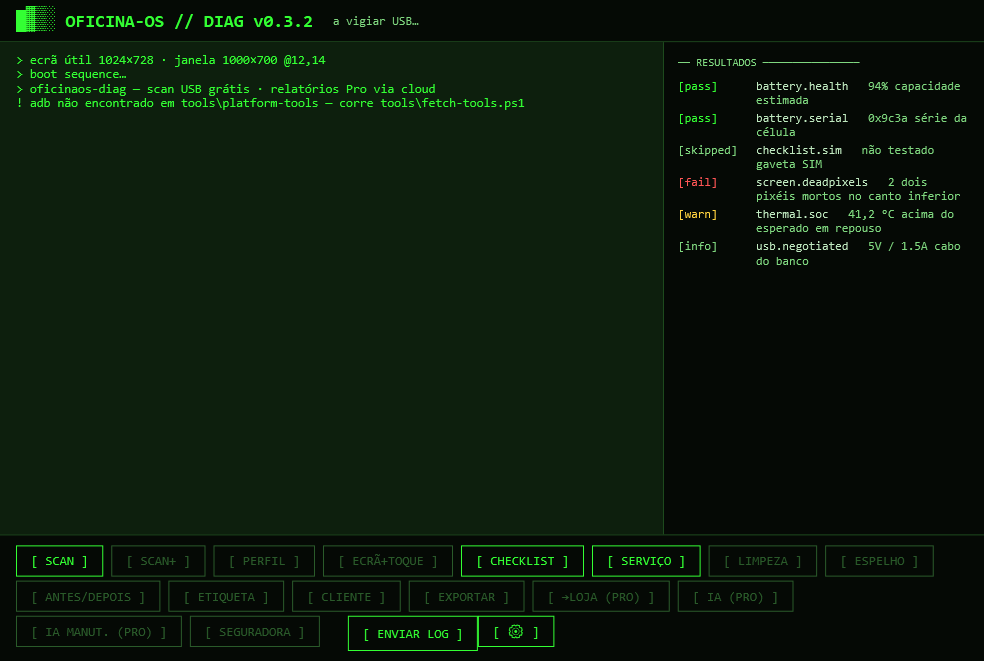 OFICINA-OS // DIAG v0.3.2 a vigiar USB…
> ecrã útil 1024×728 · janela 1000×700 @12,14
> boot sequence…
> oficinaos-diag — scan USB grátis · relatórios Pro via cloud
! adb não encontrado em tools\platform-tools — corre tools\fetch-tools.ps1
── RESULTADOS ────────────────
[pass] battery.health 94% capacidade
estimada
[pass] battery.serial 0x9c3a série da
célula
[skipped] checklist.sim não testado
gaveta SIM
[fail] screen.deadpixels 2 dois
pixéis mortos no canto inferior
[warn] thermal.soc 41,2 °C acima do
esperado em repouso
[info] usb.negotiated 5V / 1.5A cabo
do banco
[ SCAN ] [ SCAN+ ] [ PERFIL ] [ ECRÃ+TOQUE ] [ CHECKLIST ] [ SERVIÇO ] [ LIMPEZA ] [ ESPELHO ]
[ ANTES/DEPOIS ] [ ETIQUETA ] [ CLIENTE ] [ EXPORTAR ] [ →LOJA (PRO) ] [ IA (PRO) ]
[ IA MANUT. (PRO) ] [ SEGURADORA ] [ ENVIAR LOG ] [ ⚙ ]